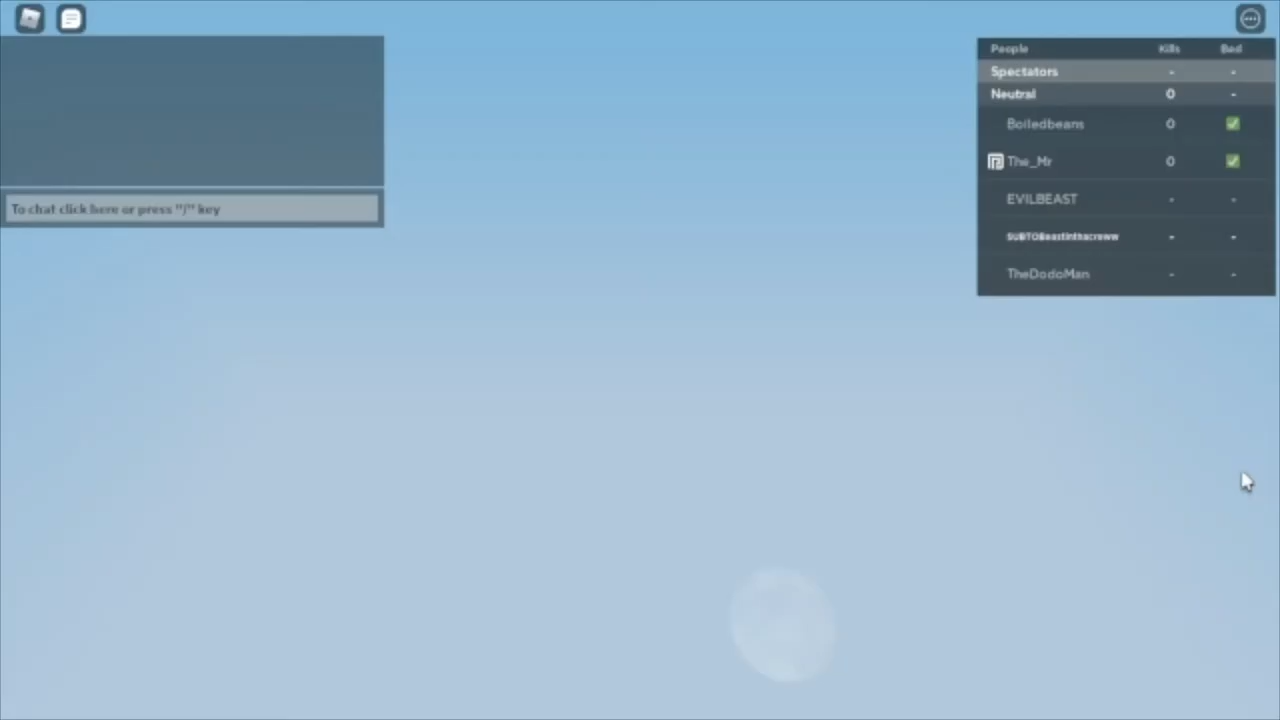 People Kills Bed
Spectators - -
Neutral 0 -
Boiledbeans 0
The_Mr 0
EVILBEAST - -
SUBTOBeastinthacreww - -
TheDodoMan - -
To chat click here or press "/" key